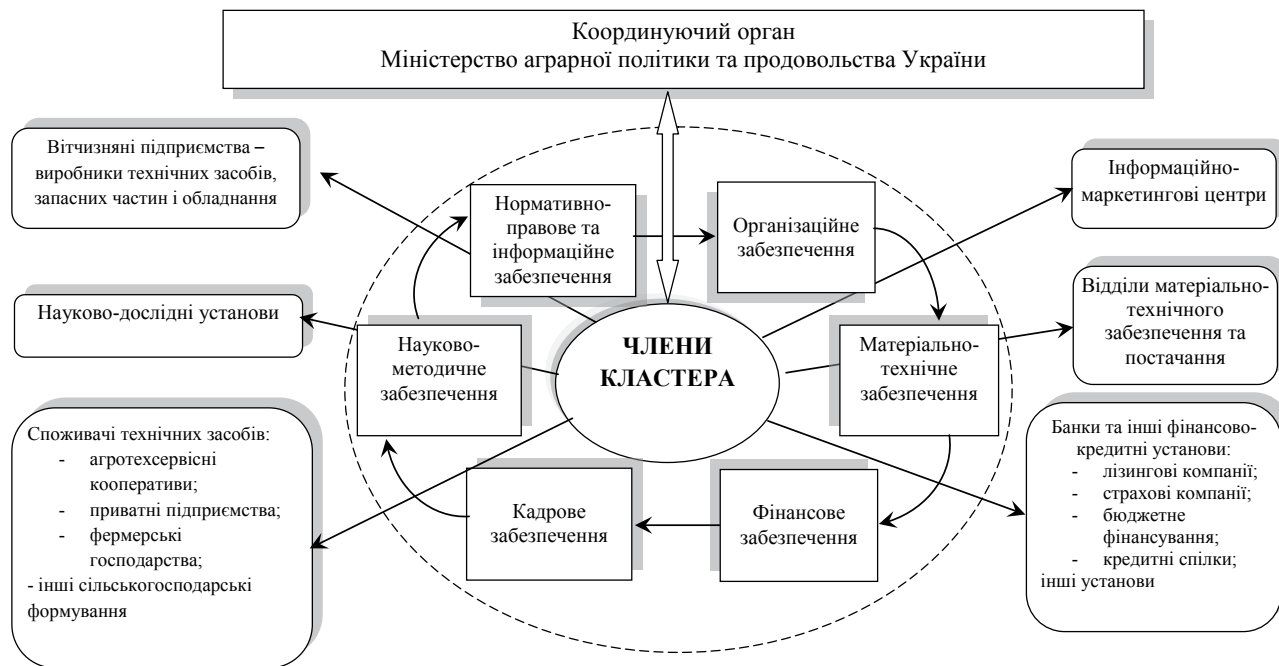 Координуючий орган
Міністерство аграрної політики та продовольства України
Вітчизняні підприємства –
виробники технічних засобів,
запасних частин і обладнання
Нормативно-
правове та
інформаційне
забезпечення
Організаційне
забезпечення
Інформаційно-
маркетингові центри
Науково-дослідні установи
Науково-
методичне
забезпечення
ЧЛЕНИ
КЛАСТЕРА
Матеріально-
технічне
забезпечення
Відділи матеріально-
технічного
забезпечення та
постачання
Споживачі технічних засобів:
- агротехсервісні
кооперативи;
- приватні підприємства;
- фермерські
господарства;
- інші сільськогосподарські
формування
Кадрове
забезпечення
Фінансове
забезпечення
Банки та інші фінансово-
кредитні установи:
- лізингові компанії;
- страхові компанії;
- бюджетне
фінансування;
- кредитні спілки;
інші установи